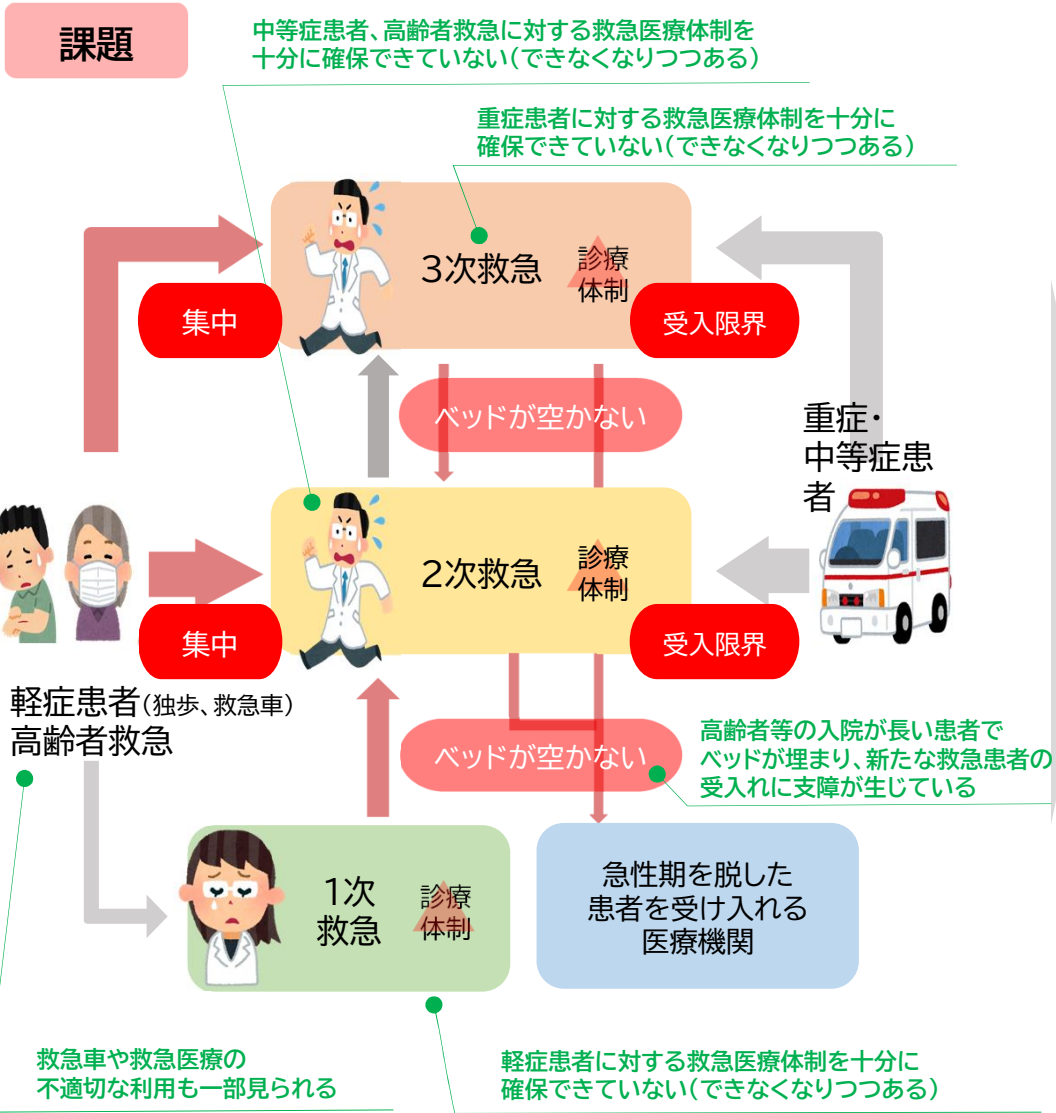 課題
中等症患者、高齢者救急に対する救急医療体制を
十分に確保できていない(できなくなりつつある)
重症患者に対する救急医療体制を十分に
確保できていない(できなくなりつつある)
3次救急
診療
体制
集中
受入限界
ベッドが空かない
重症・
中等症患
者
2次救急
診療
体制
集中
受入限界
軽症患者(独歩、救急車)
高齢者救急
ベッドが空かない
高齢者等の入院が長い患者で
ベッドが埋まり、新たな救急患者の
受入れに支障が生じている
1次
救急
診療
体制
急性期を脱した
患者を受け入れる
医療機関
救急車や救急医療の
不適切な利用も一部見られる
軽症患者に対する救急医療体制を十分に
確保できていない(できなくなりつつある)